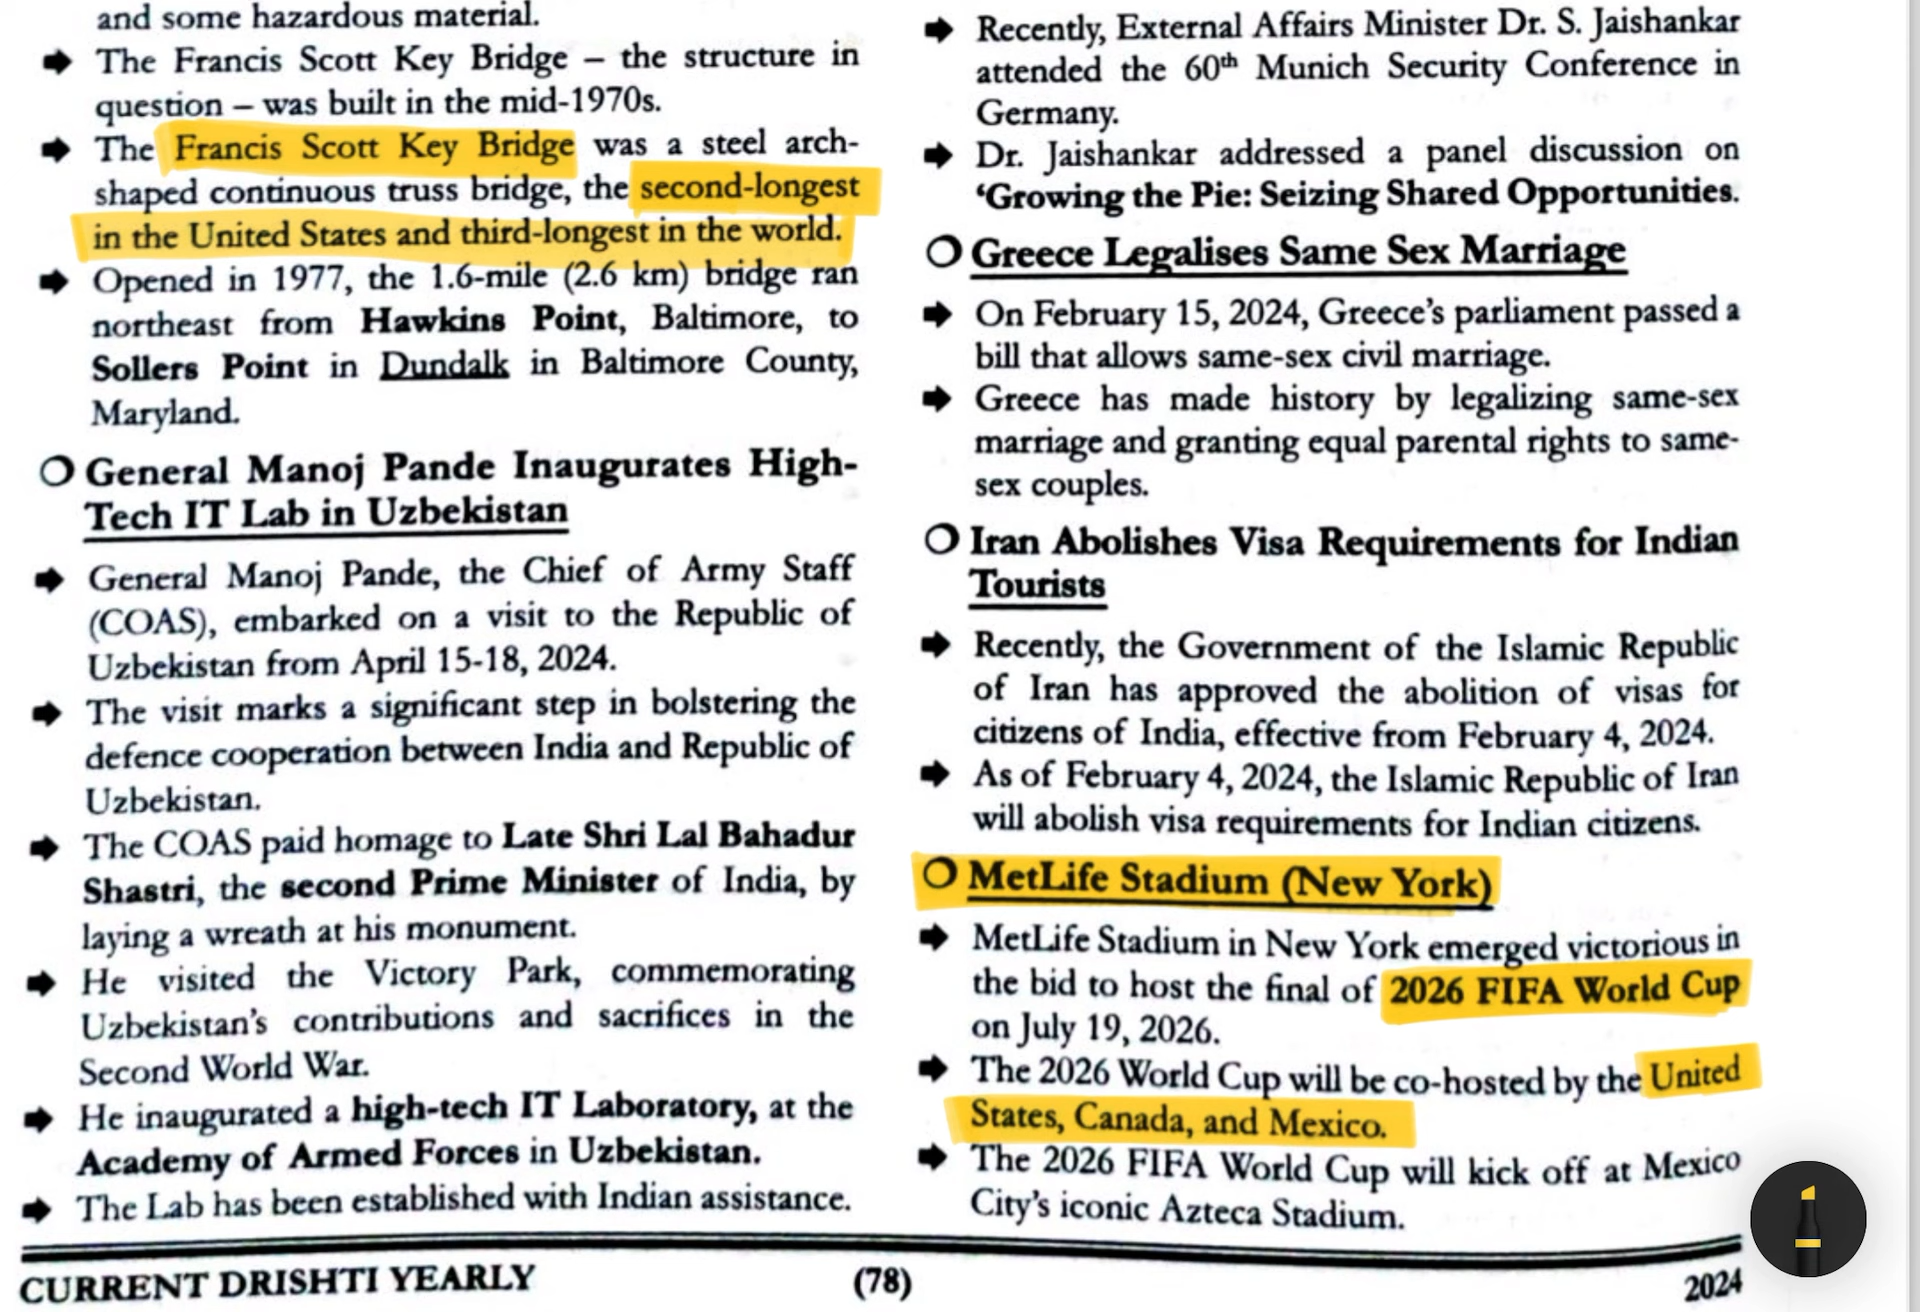 and some hazardous material.
The Francis Scott Key Bridge – the structure in
question – was built in the mid-1970s.
The Francis Scott Key Bridge was a steel arch-
shaped continuous truss bridge, the second-longest
in the United States and third-longest in the world.
Opened in 1977, the 1.6-mile (2.6 km) bridge ran
northeast from Hawkins Point, Baltimore, to
Sollers Point in Dundalk in Baltimore County,
Maryland.
General Manoj Pande Inaugurates High-
Tech IT Lab in Uzbekistan
General Manoj Pande, the Chief of Army Staff
(COAS), embarked on a visit to the Republic of
Uzbekistan from April 15-18, 2024.
The visit marks a significant step in bolstering the
defence cooperation between India and Republic of
Uzbekistan.
The COAS paid homage to Late Shri Lal Bahadur
Shastri, the second Prime Minister of India, by
laying a wreath at his monument.
He visited the Victory Park, commemorating
Uzbekistan's contributions and sacrifices in the
Second World War.
He inaugurated a high-tech IT Laboratory, at the
Academy of Armed Forces in Uzbekistan.
The Lab has been established with Indian assistance.
Recently, External Affairs Minister Dr. S. Jaishankar
attended the 60th Munich Security Conference in
Germany.
Dr. Jaishankar addressed a panel discussion on
‘Growing the Pie: Seizing Shared Opportunities.
Greece Legalises Same Sex Marriage
On February 15, 2024, Greece's parliament passed a
bill that allows same-sex civil marriage.
Greece has made history by legalizing same-sex
marriage and granting equal parental rights to same-
sex couples.
Iran Abolishes Visa Requirements for Indian
Tourists
Recently, the Government of the Islamic Republic
of Iran has approved the abolition of visas for
citizens of India, effective from February 4, 2024.
As of February 4, 2024, the Islamic Republic of Iran
will abolish visa requirements for Indian citizens.
MetLife Stadium (New York)
MetLife Stadium in New York emerged victorious in
the bid to host the final of 2026 FIFA World Cup
on July 19, 2026.
The 2026 World Cup will be co-hosted by the United
States, Canada, and Mexico.
The 2026 FIFA World Cup will kick off at Mexico
City's iconic Azteca Stadium.
CURRENT DRISHTI YEARLY (78) 2024